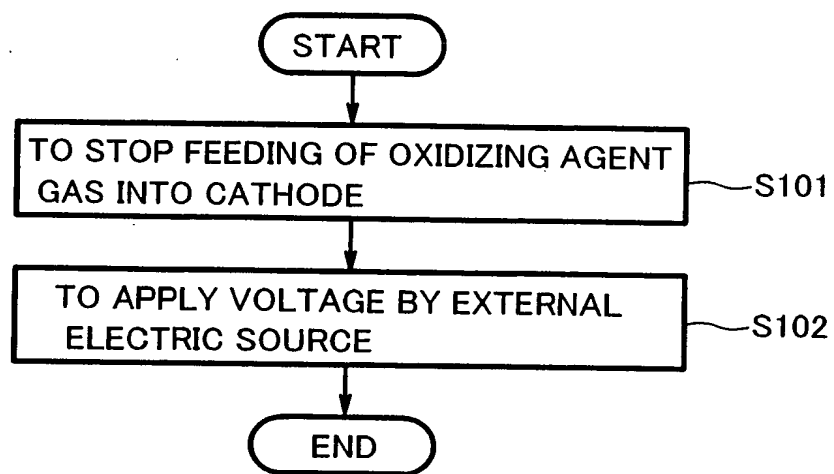 START
TO STOP FEEDING OF OXIDIZING AGENT
GAS INTO CATHODE
S101
TO APPLY VOLTAGE BY EXTERNAL
ELECTRIC SOURCE
S102
END